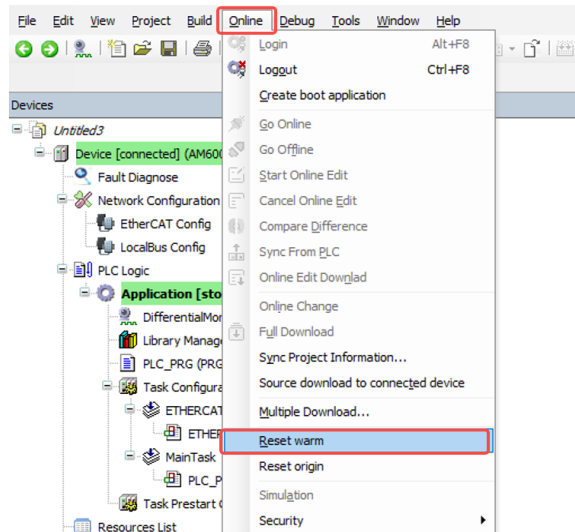 File Edit View Project Build Online Debug Tools Window Help
Login Alt+F8
Logout Ctrl+F8
Create boot application
Go Online
Go Offline
Start Online Edit
Cancel Online Edit
Compare Difference
Sync From PLC
Online Edit Downlad
Online Change
Full Download
Sync Project Information...
Source download to connected device
Multiple Download...
Reset warm
Reset origin
Simulation
Security
Devices
Untitled3
Device [connected] (AM600
Fault Diagnose
Network Configuration
EtherCAT Config
LocalBus Config
PLC Logic
Application [sto
DifferentialMor
Library Manag
PLC_PRG (PRG
Task Configura
ETHERCAT
ETHER
MainTask
PLC_P
Task Prestart
Resources List